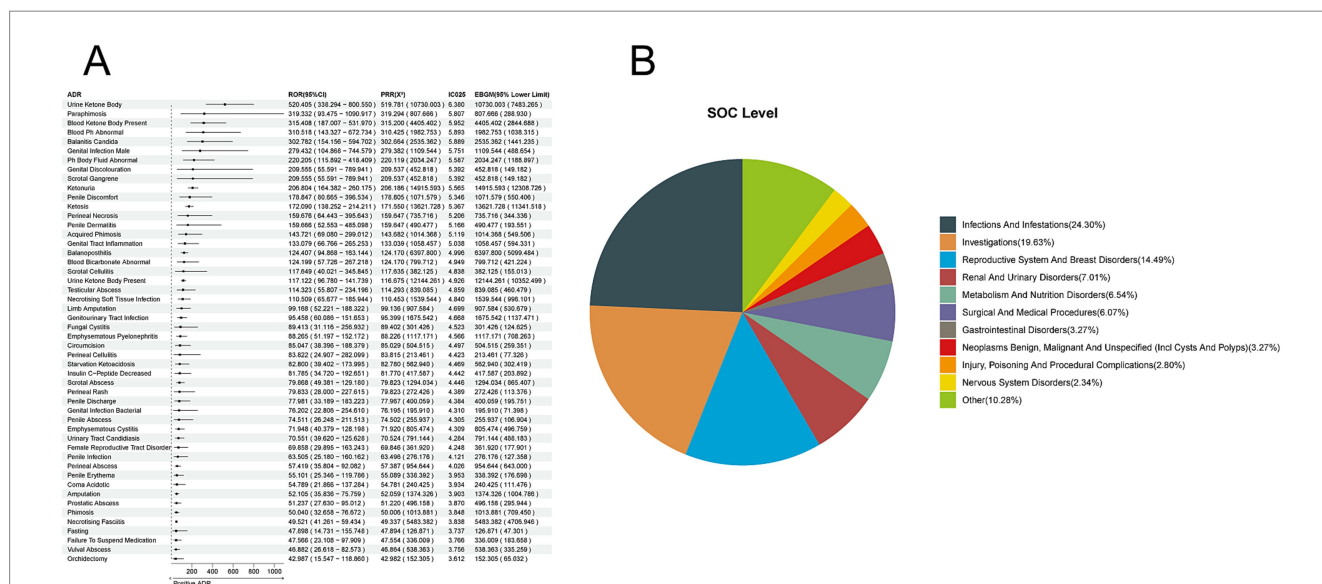 A
B
ADR ROR(95%CI) PRR(X²) IC025 EBGM(95% Lower Limit)
Urine Ketone Body 520.405 ( 338.294 − 800.550 ) 519.781 ( 10730.003 ) 6.380 10730.003 ( 7483.265 )
Paraphimosis 319.332 ( 93.475 − 1090.917 ) 319.294 ( 807.666 ) 5.807 807.666 ( 288.930 )
Blood Ketone Body Present 315.408 ( 187.007 − 531.970 ) 315.200 ( 4405.402 ) 5.952 4405.402 ( 2844.688 )
Blood Ph Abnormal 310.518 ( 143.327 − 672.734 ) 310.425 ( 1982.753 ) 5.893 1982.753 ( 1038.315 )
Balanitis Candida 302.782 ( 154.156 − 594.702 ) 302.664 ( 2535.362 ) 5.889 2535.362 ( 1441.235 )
Genital Infection Male 279.432 ( 104.868 − 744.579 ) 279.382 ( 1109.544 ) 5.751 1109.544 ( 488.654 )
Ph Body Fluid Abnormal 220.205 ( 115.892 − 418.409 ) 220.119 ( 2034.247 ) 5.587 2034.247 ( 1188.897 )
Genital Discolouration 209.555 ( 55.591 − 789.941 ) 209.537 ( 452.818 ) 5.392 452.818 ( 149.182 )
Scrotal Gangrene 209.555 ( 55.591 − 789.941 ) 209.537 ( 452.818 ) 5.392 452.818 ( 149.182 )
Ketonuria 206.804 ( 164.382 − 260.175 ) 206.186 ( 14915.593 ) 5.565 14915.593 ( 12308.726 )
Penile Discomfort 178.847 ( 80.665 − 396.534 ) 178.805 ( 1071.579 ) 5.346 1071.579 ( 550.406 )
Ketosis 172.090 ( 138.252 − 214.211 ) 171.550 ( 13621.728 ) 5.367 13621.728 ( 11341.518 )
Perineal Necrosis 159.678 ( 64.443 − 395.643 ) 159.647 ( 735.716 ) 5.206 735.716 ( 344.336 )
Penile Dermatitis 159.666 ( 52.553 − 485.098 ) 159.647 ( 490.477 ) 5.166 490.477 ( 193.551 )
Acquired Phimosis 143.721 ( 69.080 − 299.012 ) 143.682 ( 1014.368 ) 5.119 1014.368 ( 549.506 )
Genital Tract Inflammation 133.079 ( 66.766 − 265.253 ) 133.039 ( 1058.457 ) 5.038 1058.457 ( 594.331 )
Balanoposthitis 124.407 ( 94.868 − 163.142 ) 124.170 ( 6397.800 ) 4.996 6397.800 ( 5099.484 )
Blood Bicarbonate Abnormal 124.199 ( 57.726 − 267.218 ) 124.170 ( 799.712 ) 4.949 799.712 ( 421.224 )
Scrotal Cellulitis 117.649 ( 40.021 − 345.845 ) 117.635 ( 382.125 ) 4.838 382.125 ( 155.013 )
Urine Ketone Body Present 117.122 ( 96.780 − 141.739 ) 116.675 ( 12144.261 ) 4.926 12144.261 ( 10352.499 )
Testicular Abscess 114.323 ( 55.807 − 234.196 ) 114.293 ( 839.085 ) 4.859 839.085 ( 460.479 )
Necrotising Soft Tissue Infection 110.509 ( 65.677 − 185.944 ) 110.453 ( 1539.544 ) 4.840 1539.544 ( 998.101 )
Limb Amputation 99.168 ( 52.221 − 188.322 ) 99.136 ( 907.584 ) 4.699 907.584 ( 530.679 )
Genitourinary Tract Infection 95.458 ( 60.086 − 151.653 ) 95.399 ( 1675.542 ) 4.668 1675.542 ( 1137.471 )
Fungal Cystitis 89.413 ( 31.116 − 256.932 ) 89.402 ( 301.426 ) 4.523 301.426 ( 124.625 )
Emphysematous Pyelonephritis 88.265 ( 51.197 − 152.172 ) 88.226 ( 1117.171 ) 4.566 1117.171 ( 708.263 )
Circumcision 85.047 ( 38.396 − 188.379 ) 85.029 ( 504.515 ) 4.496 504.515 ( 259.351 )
Perineal Cellulitis 83.822 ( 24.907 − 282.099 ) 83.815 ( 213.461 ) 4.423 213.461 ( 77.326 )
Starvation Ketoacidosis 82.800 ( 39.402 − 173.995 ) 82.780 ( 562.940 ) 4.469 562.940 ( 302.419 )
Insulin C−Peptide Decreased 81.785 ( 34.720 − 192.651 ) 81.770 ( 417.587 ) 4.442 417.587 ( 203.892 )
Scrotal Abscess 79.868 ( 49.381 − 129.180 ) 79.823 ( 1294.034 ) 4.446 1294.034 ( 865.407 )
Perineal Rash 79.833 ( 28.000 − 227.615 ) 79.823 ( 272.426 ) 4.389 272.426 ( 113.376 )
Penile Discharge 77.981 ( 33.189 − 183.223 ) 77.967 ( 400.059 ) 4.384 400.059 ( 195.751 )
Genital Infection Bacterial 76.202 ( 22.806 − 254.610 ) 76.195 ( 195.910 ) 4.310 195.910 ( 71.398 )
Penile Abscess 74.511 ( 26.248 − 211.513 ) 74.502 ( 255.937 ) 4.305 255.937 ( 106.904 )
Emphysematous Cystitis 71.948 ( 40.379 − 128.198 ) 71.920 ( 805.474 ) 4.309 805.474 ( 496.759 )
Urinary Tract Candidiasis 70.551 ( 39.620 − 125.628 ) 70.524 ( 791.144 ) 4.284 791.144 ( 488.183 )
Female Reproductive Tract Disorder 69.858 ( 29.895 − 163.243 ) 69.846 ( 361.920 ) 4.248 361.920 ( 177.901 )
Penile Infection 63.505 ( 25.180 − 160.162 ) 63.496 ( 276.176 ) 4.121 276.176 ( 127.358 )
Perineal Abscess 57.419 ( 35.804 − 92.082 ) 57.387 ( 954.644 ) 4.026 954.644 ( 643.000 )
Penile Erythema 55.101 ( 25.346 − 119.786 ) 55.089 ( 338.392 ) 3.953 338.392 ( 176.698 )
Coma Acidotic 54.789 ( 21.866 − 137.284 ) 54.781 ( 240.425 ) 3.934 240.425 ( 111.476 )
Amputation 52.105 ( 35.836 − 75.759 ) 52.059 ( 1374.326 ) 3.903 1374.326 ( 1004.786 )
Prostatic Abscess 51.237 ( 27.630 − 95.012 ) 51.220 ( 496.158 ) 3.870 496.158 ( 295.944 )
Phimosis 50.040 ( 32.658 − 76.672 ) 50.006 ( 1013.881 ) 3.848 1013.881 ( 709.450 )
Necrotising Fasciitis 49.521 ( 41.261 − 59.434 ) 49.337 ( 5483.382 ) 3.838 5483.382 ( 4706.946 )
Fasting 47.898 ( 14.731 − 155.748 ) 47.894 ( 126.871 ) 3.737 126.871 ( 47.301 )
Failure To Suspend Medication 47.566 ( 23.108 − 97.909 ) 47.554 ( 336.009 ) 3.766 336.009 ( 183.658 )
Vulval Abscess 46.882 ( 26.618 − 82.573 ) 46.864 ( 538.363 ) 3.756 538.363 ( 335.259 )
Orchidectomy 42.987 ( 15.547 − 118.860 ) 42.982 ( 152.305 ) 3.612 152.305 ( 65.032 )
200 400 600 800 1000
Positive ADR
SOC Level
Infections And Infestations(24.30%)
Investigations(19.63%)
Reproductive System And Breast Disorders(14.49%)
Renal And Urinary Disorders(7.01%)
Metabolism And Nutrition Disorders(6.54%)
Surgical And Medical Procedures(6.07%)
Gastrointestinal Disorders(3.27%)
Neoplasms Benign, Malignant And Unspecified (Incl Cysts And Polyps)(3.27%)
Injury, Poisoning And Procedural Complications(2.80%)
Nervous System Disorders(2.34%)
Other(10.28%)